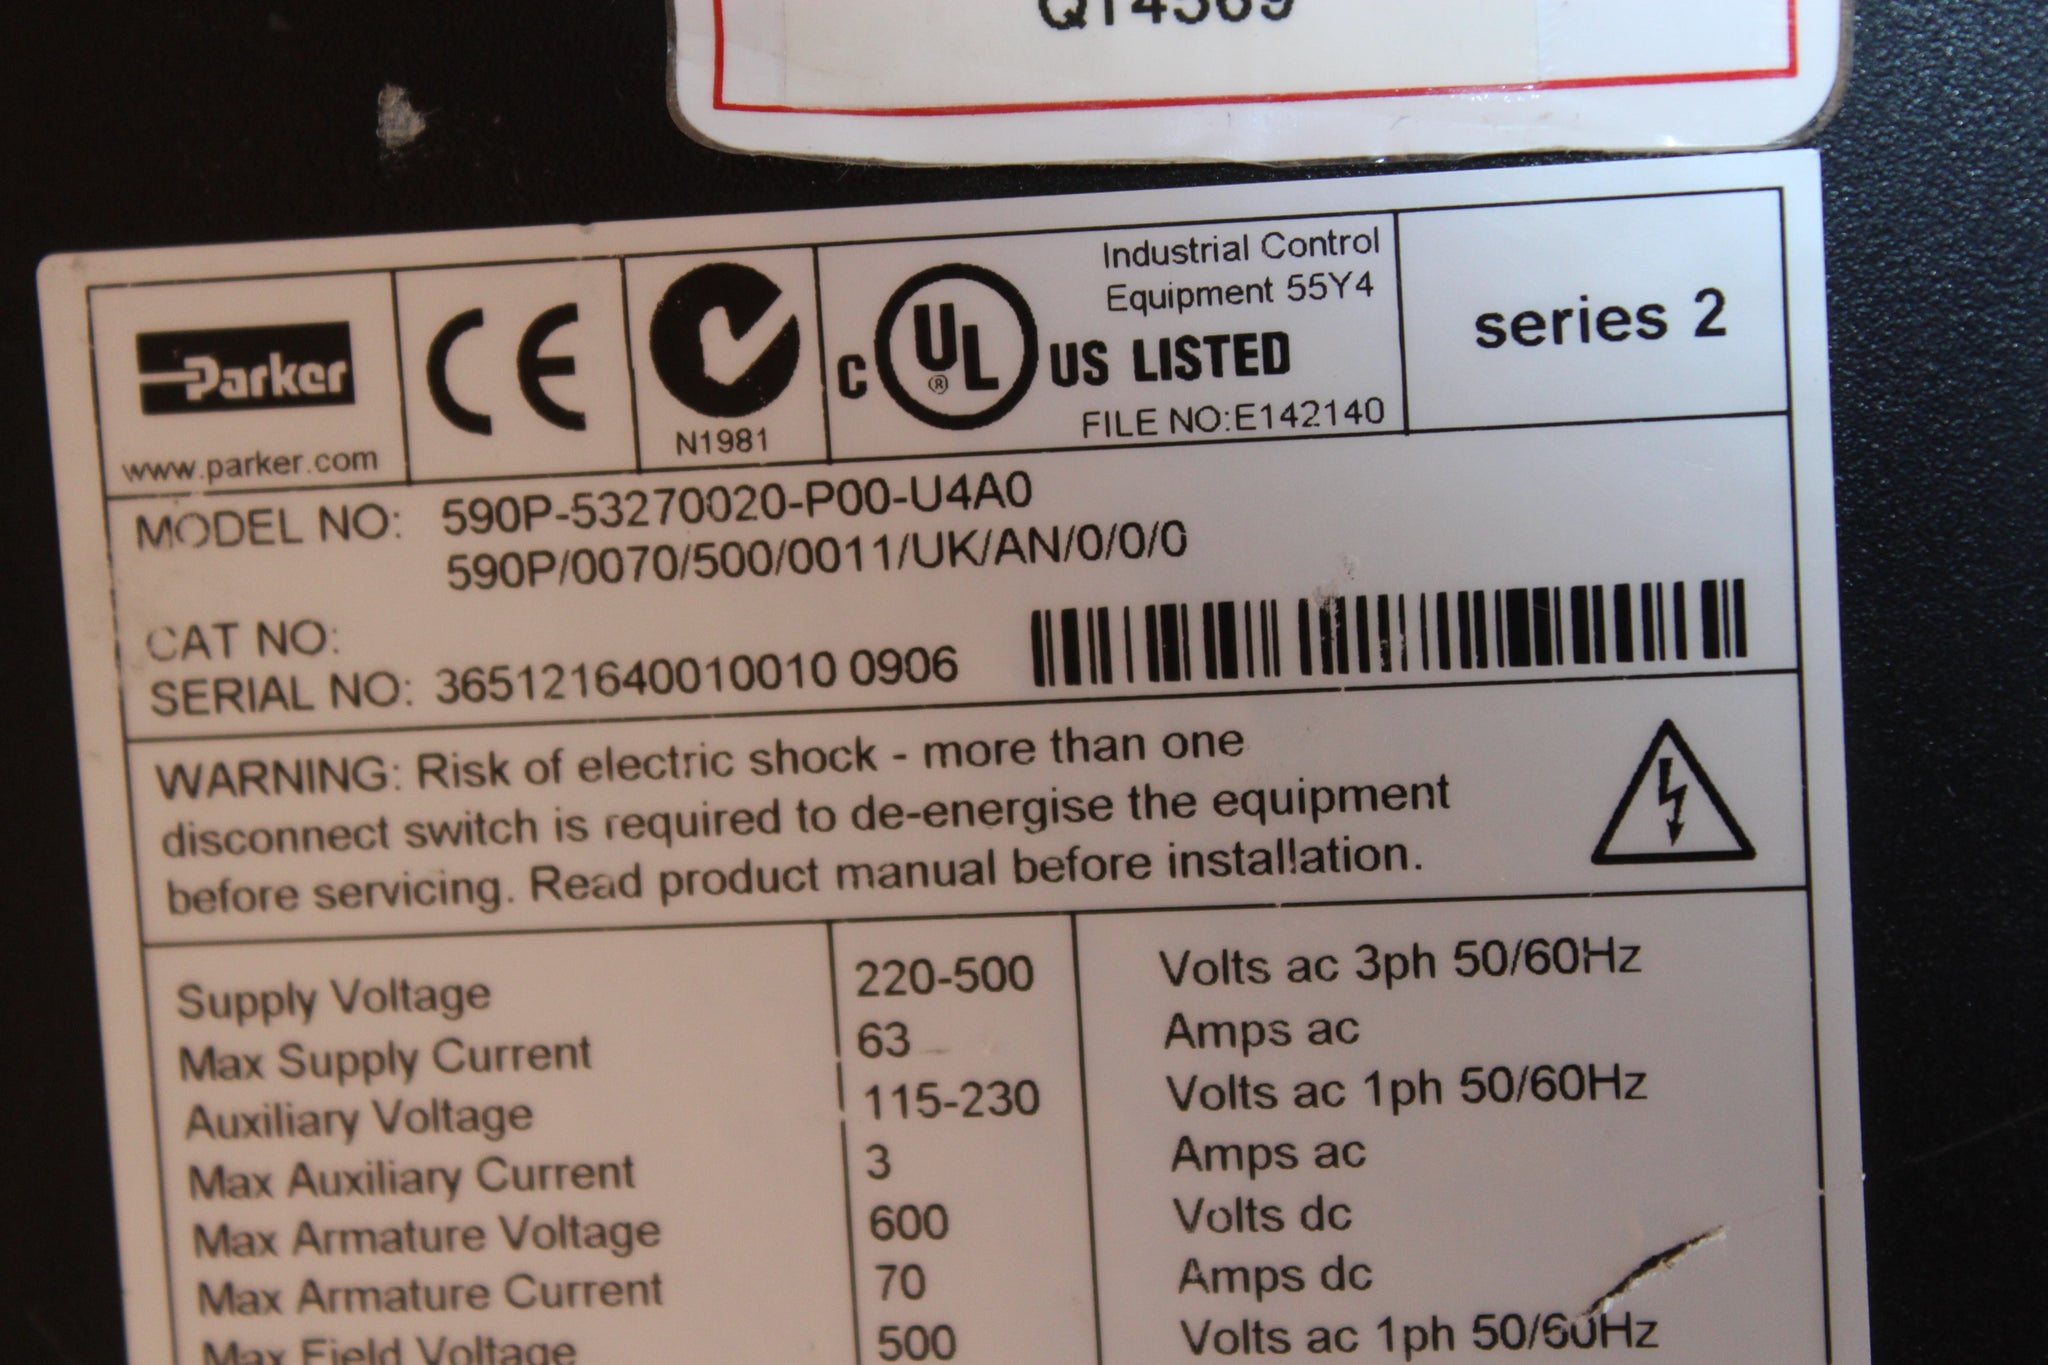 Parker
www.parker.com
CE
N1981
C UL ® US LISTED
Industrial Control
Equipment 55Y4
FILE NO:E142140
series 2
MODEL NO: 590P-53270020-P00-U4A0
590P/0070/500/0011/UK/AN/0/0/0
CAT NO:
SERIAL NO: 365121640010010 0906
WARNING: Risk of electric shock - more than one
disconnect switch is required to de-energise the equipment
before servicing. Read product manual before installation.
Supply Voltage 220-500 Volts ac 3ph 50/60Hz
Max Supply Current 63 Amps ac
Auxiliary Voltage 115-230 Volts ac 1ph 50/60Hz
Max Auxiliary Current 3 Amps ac
Max Armature Voltage 600 Volts dc
Max Armature Current 70 Amps dc
Max Field Voltage 500 Volts ac 1ph 50/60Hz